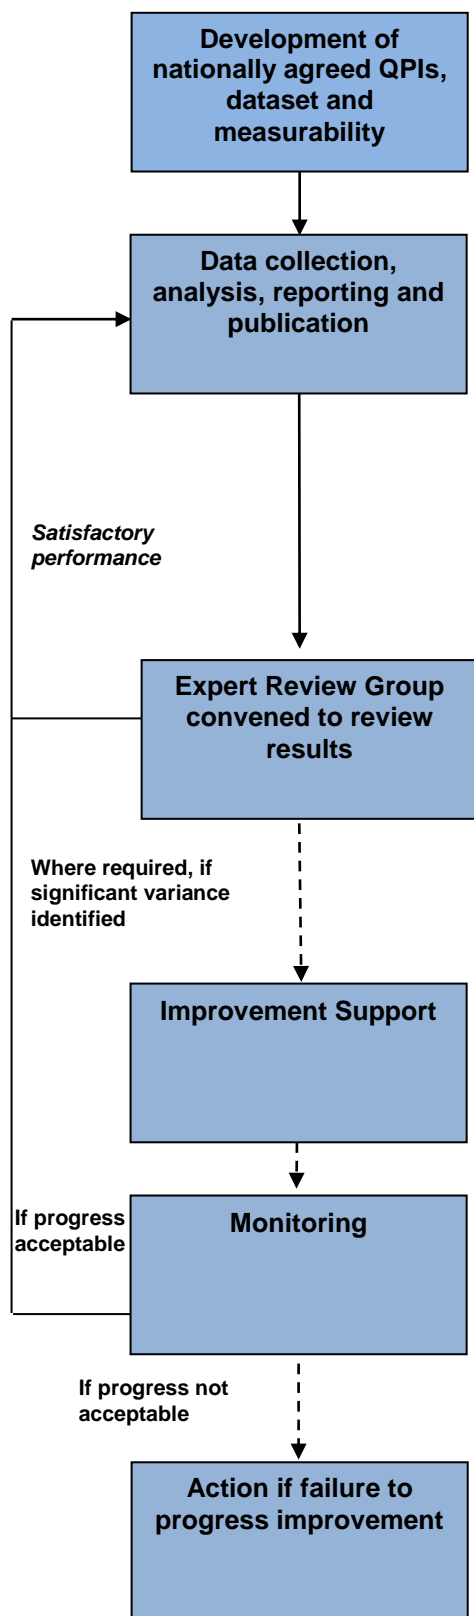 Development of
nationally agreed QPIs,
dataset and
measurability
Data collection,
analysis, reporting and
publication
Satisfactory
performance
Expert Review Group
convened to review
results
Where required, if
significant variance
identified
Improvement Support
If progress
acceptable
Monitoring
If progress not
acceptable
Action if failure to
progress improvement